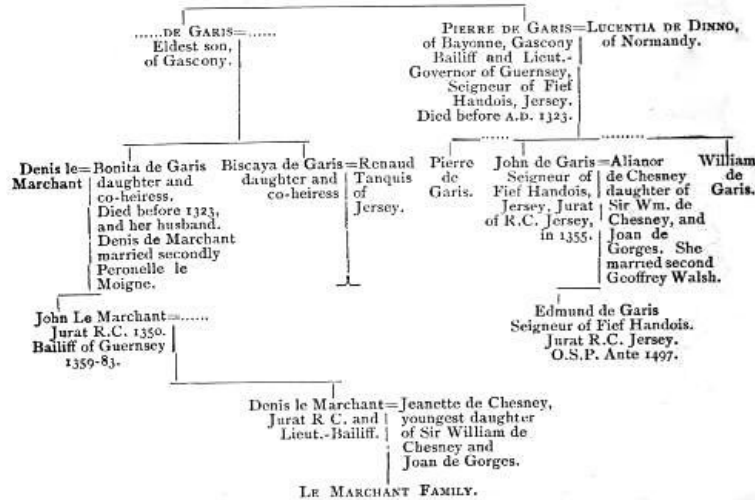 ......DE GARIS=......
Eldest son,
of Gascony.
PIERRE DE GARIS=LUCENTIA DE DINNO,
of Bayonne, Gascony
of Normandy.
Bailiff and Lieut.-
Governor of Guernsey,
Seigneur of Fief
Handois, Jersey.
Died before A.D. 1323.
Denis le=Bonita de Garis
Marchant
daughter and
co-heiress.
Died before 1323,
and her husband.
Denis de Marchant
married secondly
Peronelle le
Moigne.
Biscaya de Garis=Renaud
daughter and
Tanquis
co-heiress
of
Jersey.
Pierre
de
Garis.
John de Garis=Alianor
Seigneur of
de Chesney
Fief Handois,
daughter of
Jersey, Jurat
Sir Wm. de
of R.C. Jersey,
Chesney, and
in 1355.
Joan de
Gorges. She
married second
Geoffrey Walsh.
William
de
Garis.
John Le Marchant=......
Jurat R.C. 1350.
Bailiff of Guernsey
1359-83.
Edmund de Garis
Seigneur of Fief Handois.
Jurat R.C. Jersey.
O.S.P. Ante 1497.
Denis le Marchant=Jeanette de Chesney,
Jurat R C. and
youngest daughter
Lieut.-Bailiff.
of Sir William de
Chesney and
Joan de Gorges.
LE MARCHANT FAMILY.